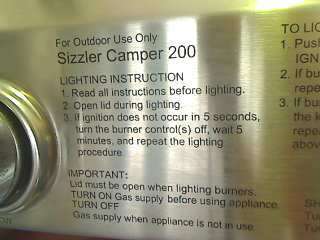 For Outdoor Use Only
Sizzler Camper 200
LIGHTING INSTRUCTION
1. Read all instructions before lighting.
2. Open lid during lighting.
3. If ignition does not occur in 5 seconds,
turn the burner control(s) off, wait 5
minutes, and repeat the lighting
procedure.
IMPORTANT:
Lid must be open when lighting burners.
TURN ON Gas supply before using appliance.
TURN OFF
Gas supply when appliance is not in use.
TO LI
1. Push
IGN
2. If bu
repe
3. If bu
the k
repea
above